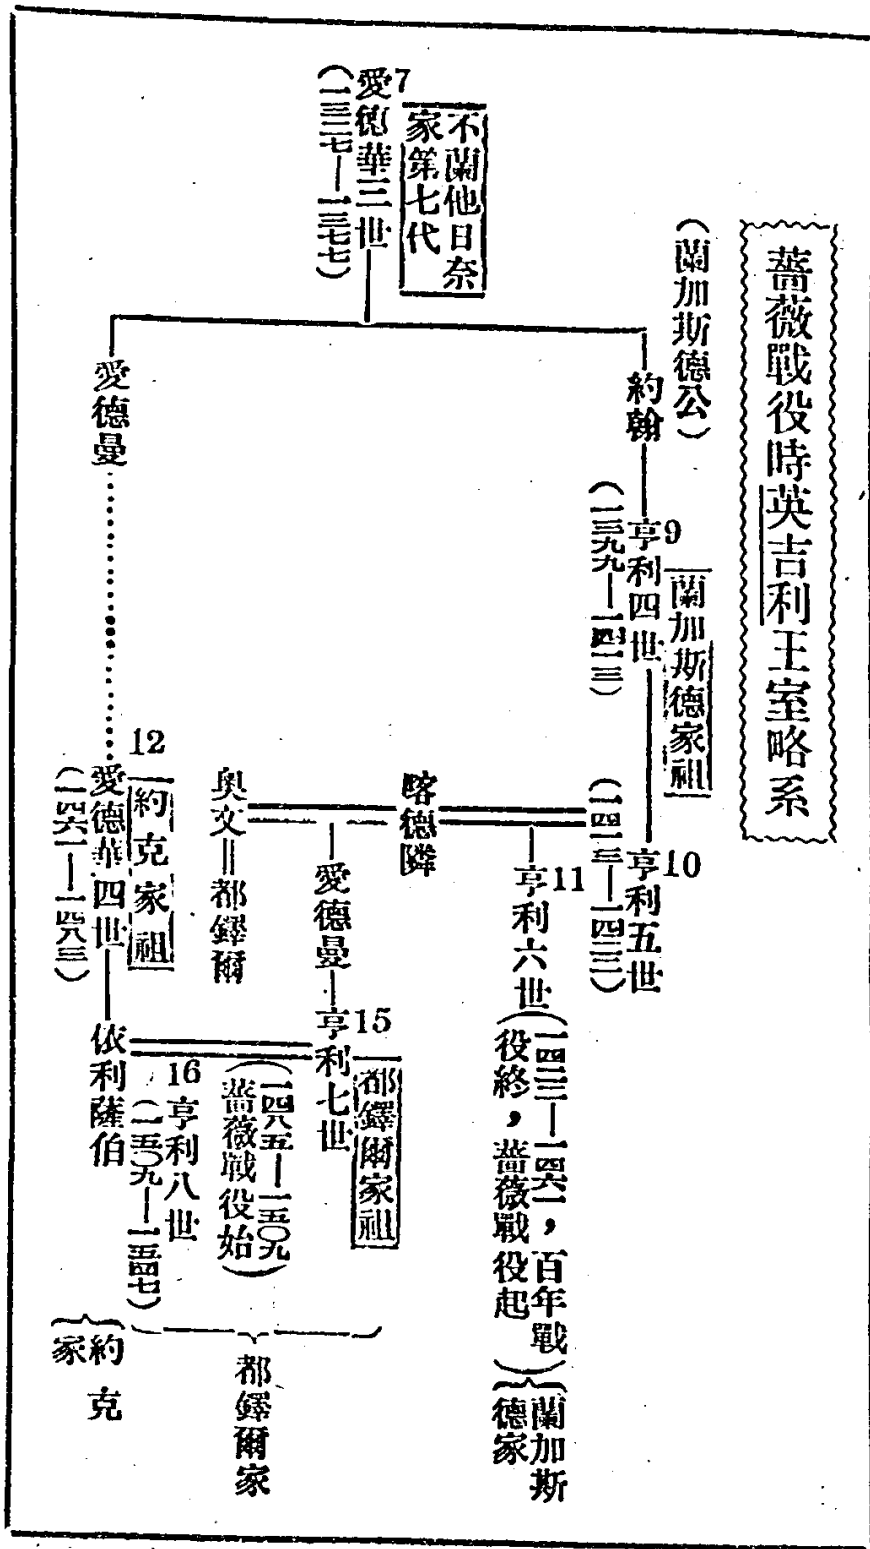 薔薇戰役時英吉利王室略系
不蘭他日奈
家第七代
7
愛德華三世
(一三二七—一三七七)
(蘭加斯德公)
約翰
蘭加斯德家祖
9
亨利四世
(一三九九—一四一三)
10
亨利五世
(一四一三—一四二二)
喀德隣
11
亨利六世
(一四二二—一四六一,百年戰
役終,薔薇戰役起)
蘭加斯
德家
奥文=都鐸爾
愛德曼
都鐸爾家祖
15
亨利七世
(一四八五—一五〇九
薔薇戰役始)
16
亨利八世
(一五〇九—一五四七)
都鐸爾家
愛德曼
12
約克家祖
愛德華四世
(一四六一—一四八三)
依利薩伯
約克
家